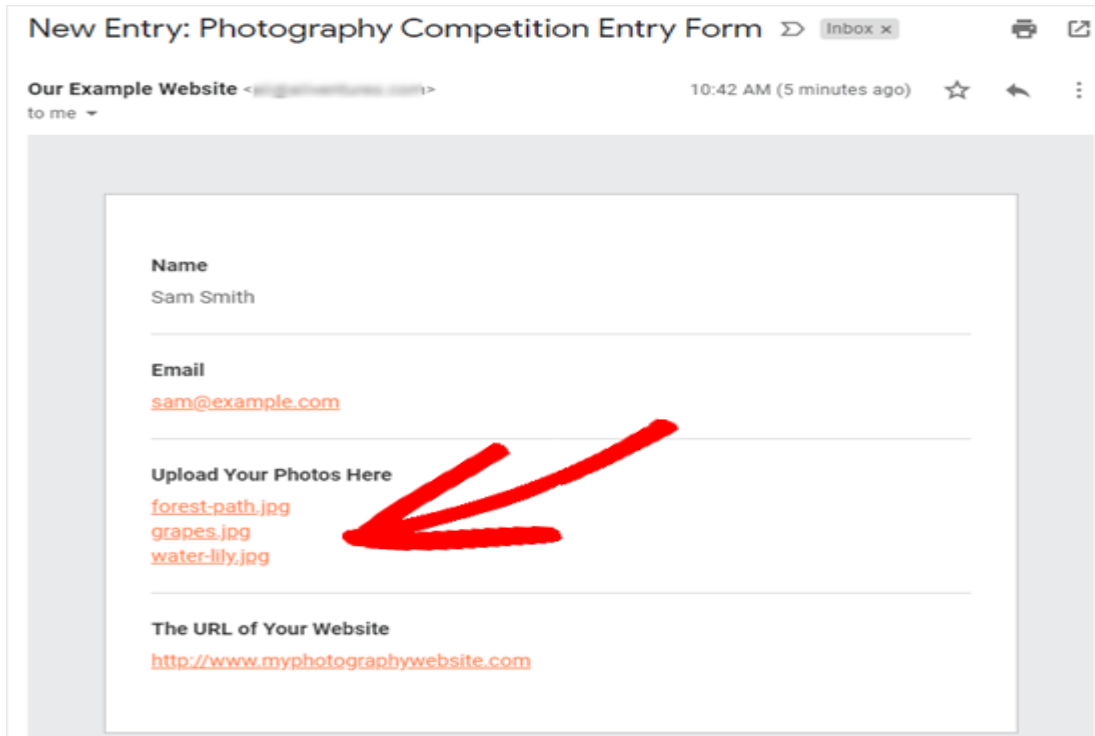 New Entry: Photography Competition Entry Form Inbox x
Our Example Website < > 10:42 AM (5 minutes ago)
to me
Name
Sam Smith
Email
sam@example.com
Upload Your Photos Here
forest-path.jpg
grapes.jpg
water-lily.jpg
The URL of Your Website
http://www.myphotographywebsite.com